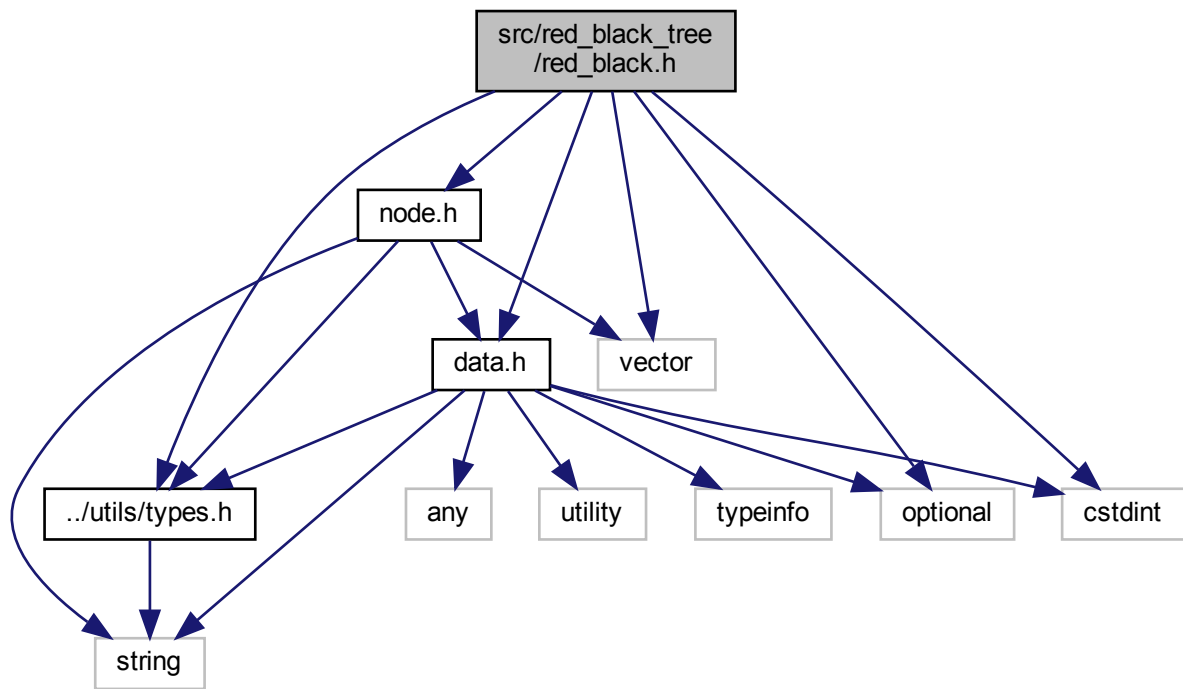 src/red_black_tree
/red_black.h
node.h
data.h
vector
../utils/types.h
any
utility
typeinfo
optional
cstdint
string